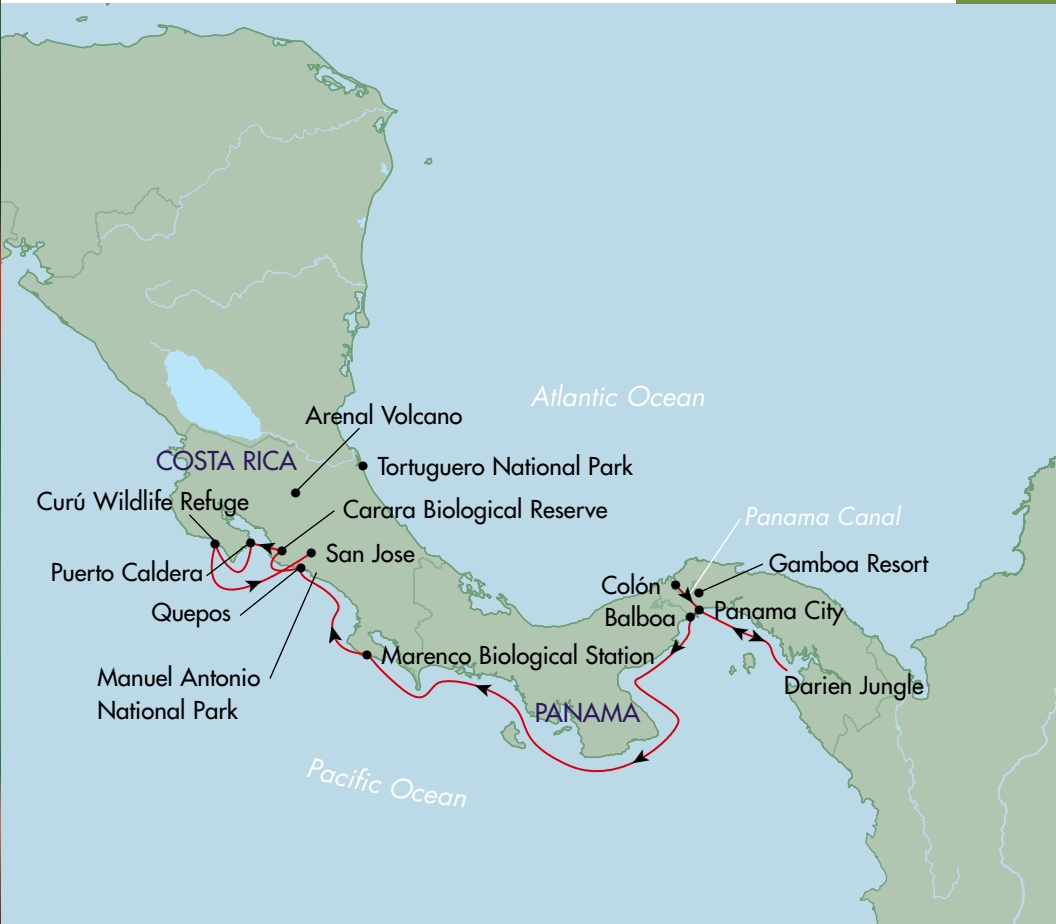 Atlantic Ocean
Arenal Volcano
COSTA RICA
Tortuguero National Park
Curú Wildlife Refuge
Carara Biological Reserve
Panama Canal
San Jose
Gamboa Resort
Puerto Caldera
Colón
Quepos
Balboa
Panama City
Marenco Biological Station
Manuel Antonio
National Park
Darien Jungle
PANAMA
Pacific Ocean